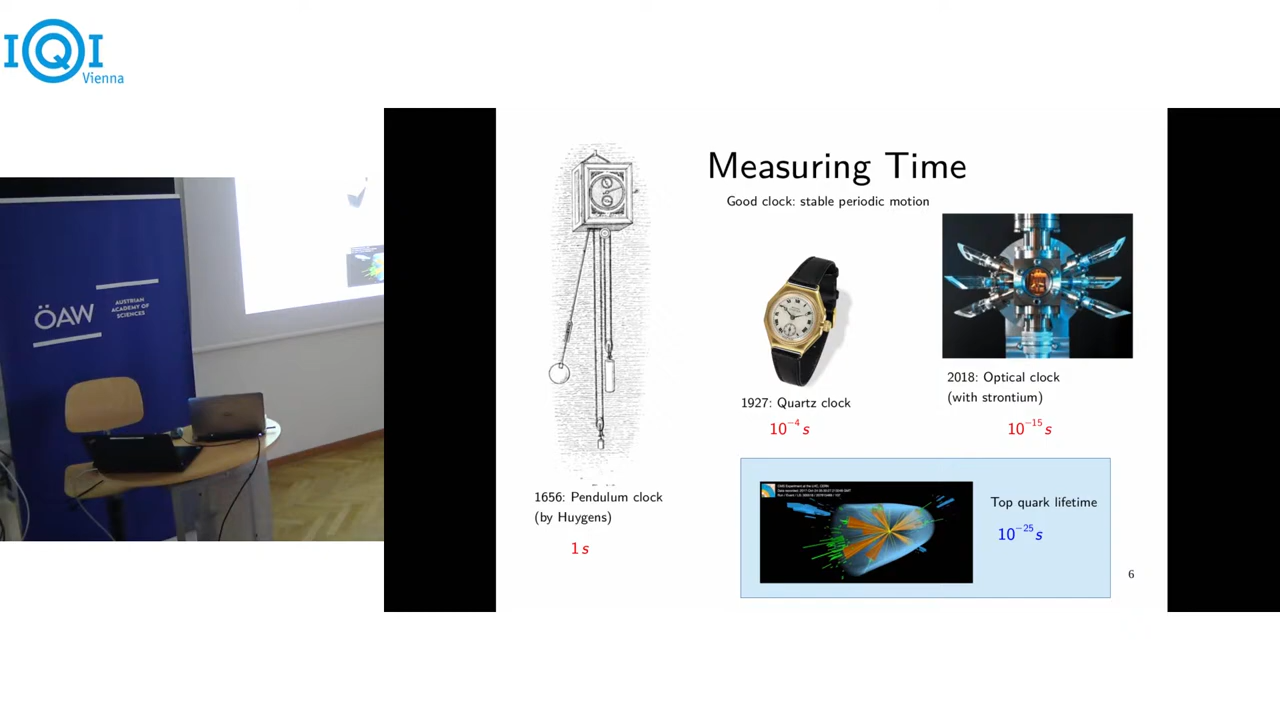 IQI
Vienna
ÖAW
AUSTRIAN
ACADEMY OF
SCIENCES
Measuring Time
Good clock: stable periodic motion
1656: Pendulum clock
(by Huygens)
1 s
1927: Quartz clock
10⁻⁴ s
2018: Optical clock
(with strontium)
10⁻¹⁵ s
Top quark lifetime
10⁻²⁵ s
6